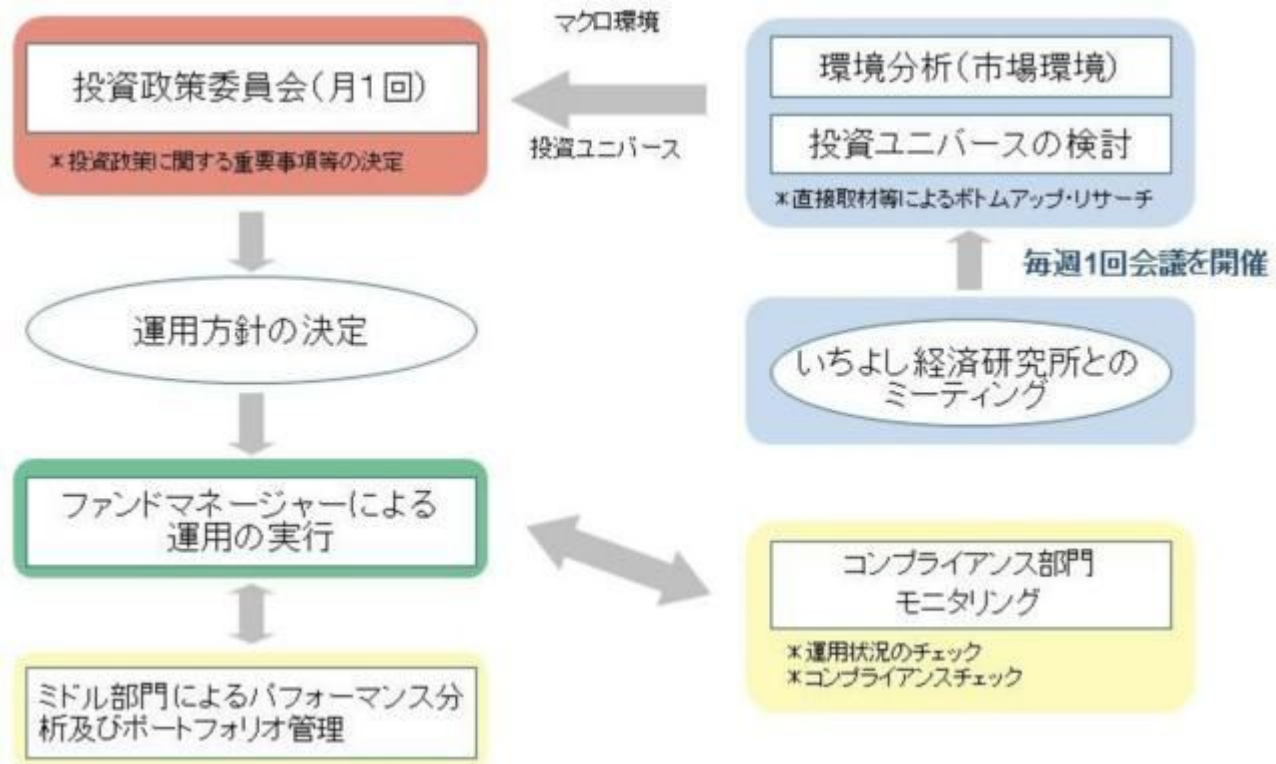 マクロ環境
投資政策委員会(月1回)
*投資政策に関する重要事項等の決定
投資ユニバース
環境分析(市場環境)
投資ユニバースの検討
*直接取材等によるボトムアップ・リサーチ
毎週1回会議を開催
いちよし経済研究所との
ミーティング
運用方針の決定
ファンドマネージャーによる
運用の実行
コンプライアンス部門
モニタリング
*運用状況のチェック
*コンプライアンスチェック
ミドル部門によるパフォーマンス分
析及びポートフォリオ管理